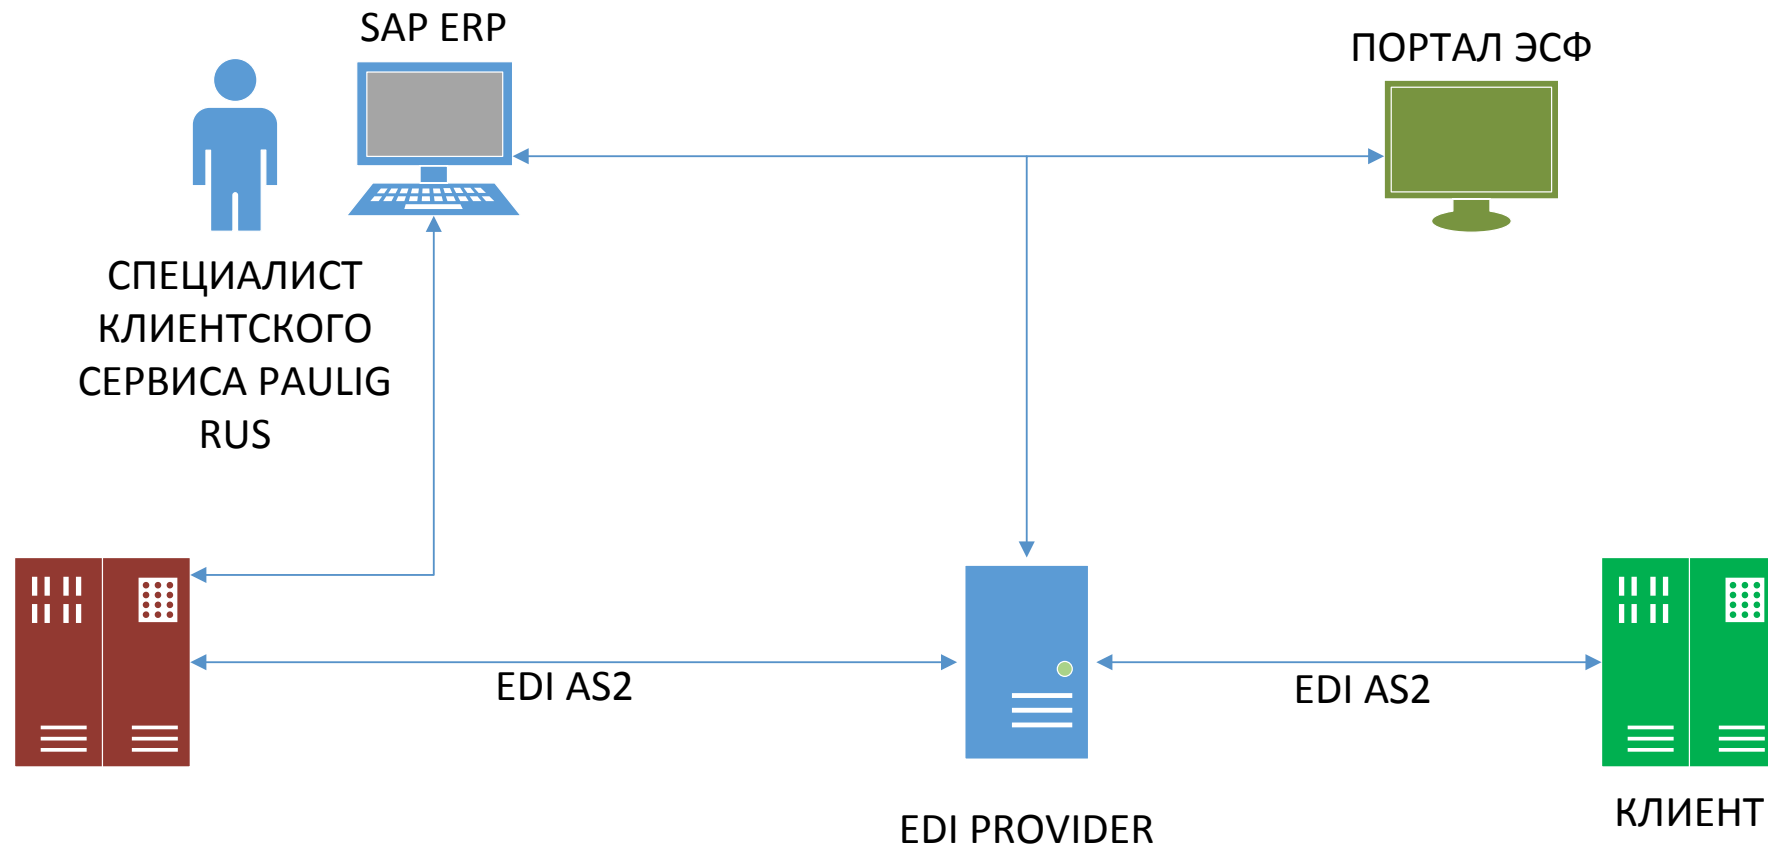 SAP ERP
ПОРТАЛ ЭСФ
СПЕЦИАЛИСТ
КЛИЕНТСКОГО
СЕРВИСА PAULIG
RUS
EDI AS2
EDI AS2
EDI PROVIDER
КЛИЕНТ